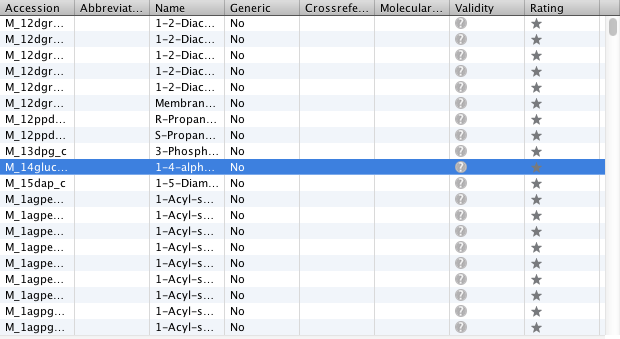 Accession Abbreviat... Name Generic Crossrefe... Molecular... Validity Rating
M_12dgr... 1-2-Diac... No ?
M_12dgr... 1-2-Diac... No ?
M_12dgr... 1-2-Diac... No ?
M_12dgr... 1-2-Diac... No ?
M_12dgr... 1-2-Diac... No ?
M_12dgr... Membran... No ?
M_12ppd... R-Propan... No ?
M_12ppd... S-Propan... No ?
M_13dpg_c 3-Phosph... No ?
M_14gluc... 1-4-alph... No ?
M_15dap_c 1-5-Diam... No ?
M_1agpe... 1-Acyl-s... No ?
M_1agpe... 1-Acyl-s... No ?
M_1agpe... 1-Acyl-s... No ?
M_1agpe... 1-Acyl-s... No ?
M_1agpe... 1-Acyl-s... No ?
M_1agpe... 1-Acyl-s... No ?
M_1agpe... 1-Acyl-s... No ?
M_1agpg... 1-Acyl-s... No ?
M_1agpg... 1-Acyl-s... No ?